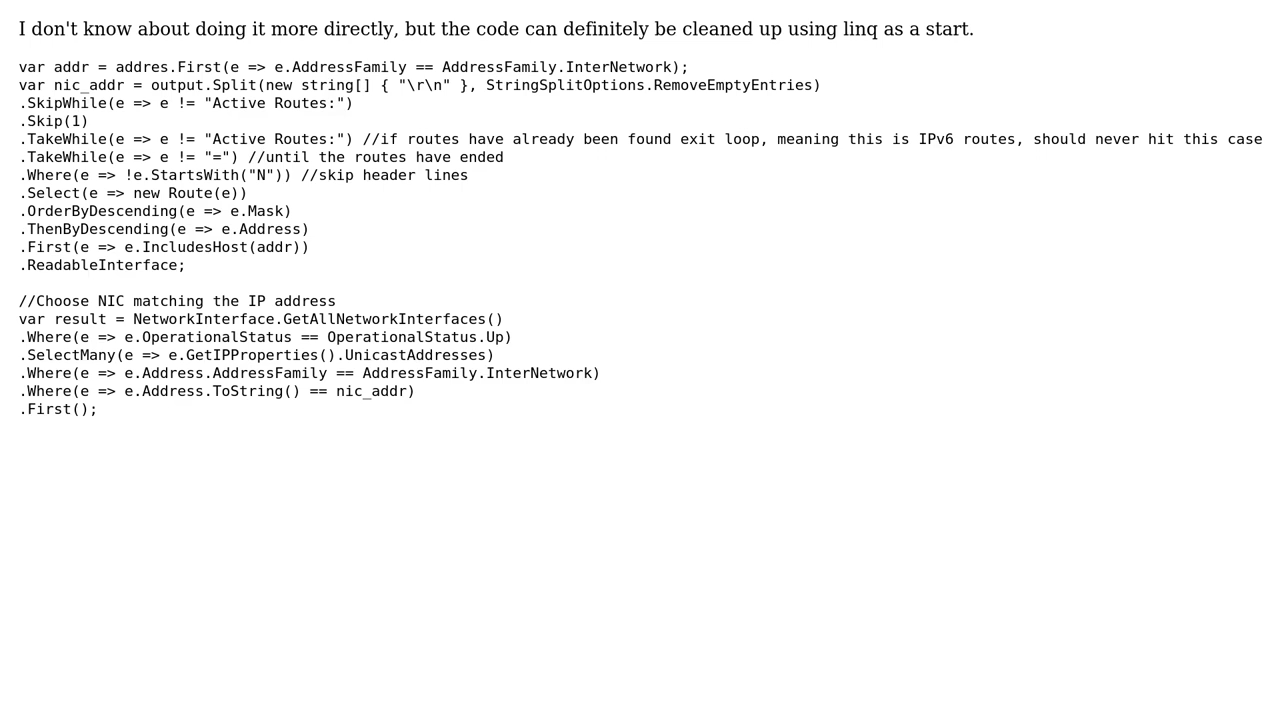 I don't know about doing it more directly, but the code can definitely be cleaned up using linq as a start.
var addr = addres.First(e => e.AddressFamily == AddressFamily.InterNetwork);
var nic_addr = output.Split(new string[] { "\r\n" }, StringSplitOptions.RemoveEmptyEntries)
.SkipWhile(e => e != "Active Routes:")
.Skip(1)
.TakeWhile(e => e != "Active Routes:") //if routes have already been found exit loop, meaning this is IPv6 routes, should never hit this case
.TakeWhile(e => e != "=") //until the routes have ended
.Where(e => !e.StartsWith("N")) //skip header lines
.Select(e => new Route(e))
.OrderByDescending(e => e.Mask)
.ThenByDescending(e => e.Address)
.First(e => e.IncludesHost(addr))
.ReadableInterface;
//Choose NIC matching the IP address
var result = NetworkInterface.GetAllNetworkInterfaces()
.Where(e => e.OperationalStatus == OperationalStatus.Up)
.SelectMany(e => e.GetIPProperties().UnicastAddresses)
.Where(e => e.Address.AddressFamily == AddressFamily.InterNetwork)
.Where(e => e.Address.ToString() == nic_addr)
.First();